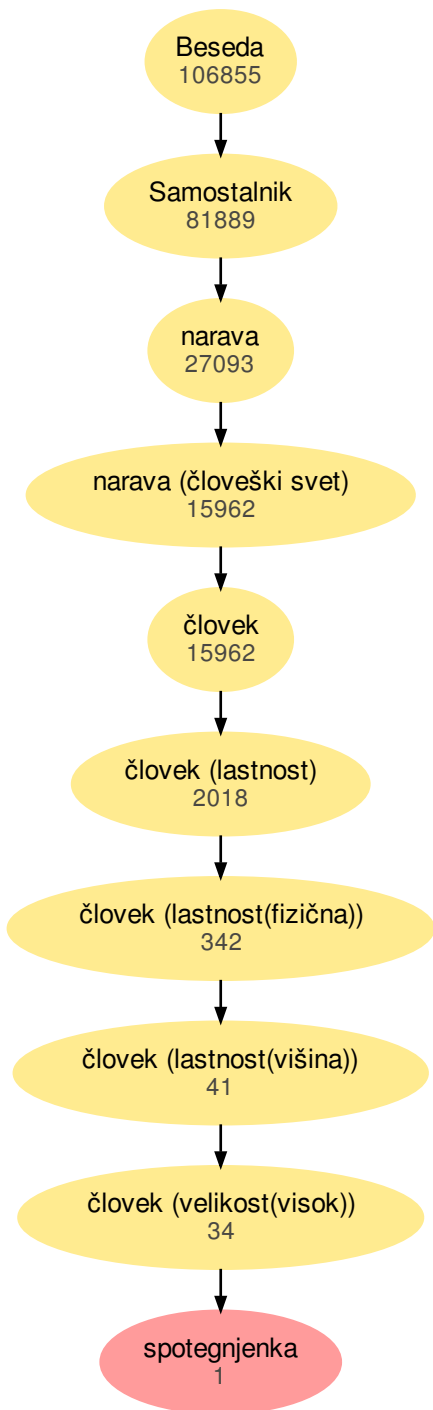 Beseda
106855
Samostalnik
81889
narava
27093
narava (človeški svet)
15962
človek
15962
človek (lastnost)
2018
človek (lastnost(fizična))
342
človek (lastnost(višina))
41
človek (velikost(visok))
34
spotegnjenka
1